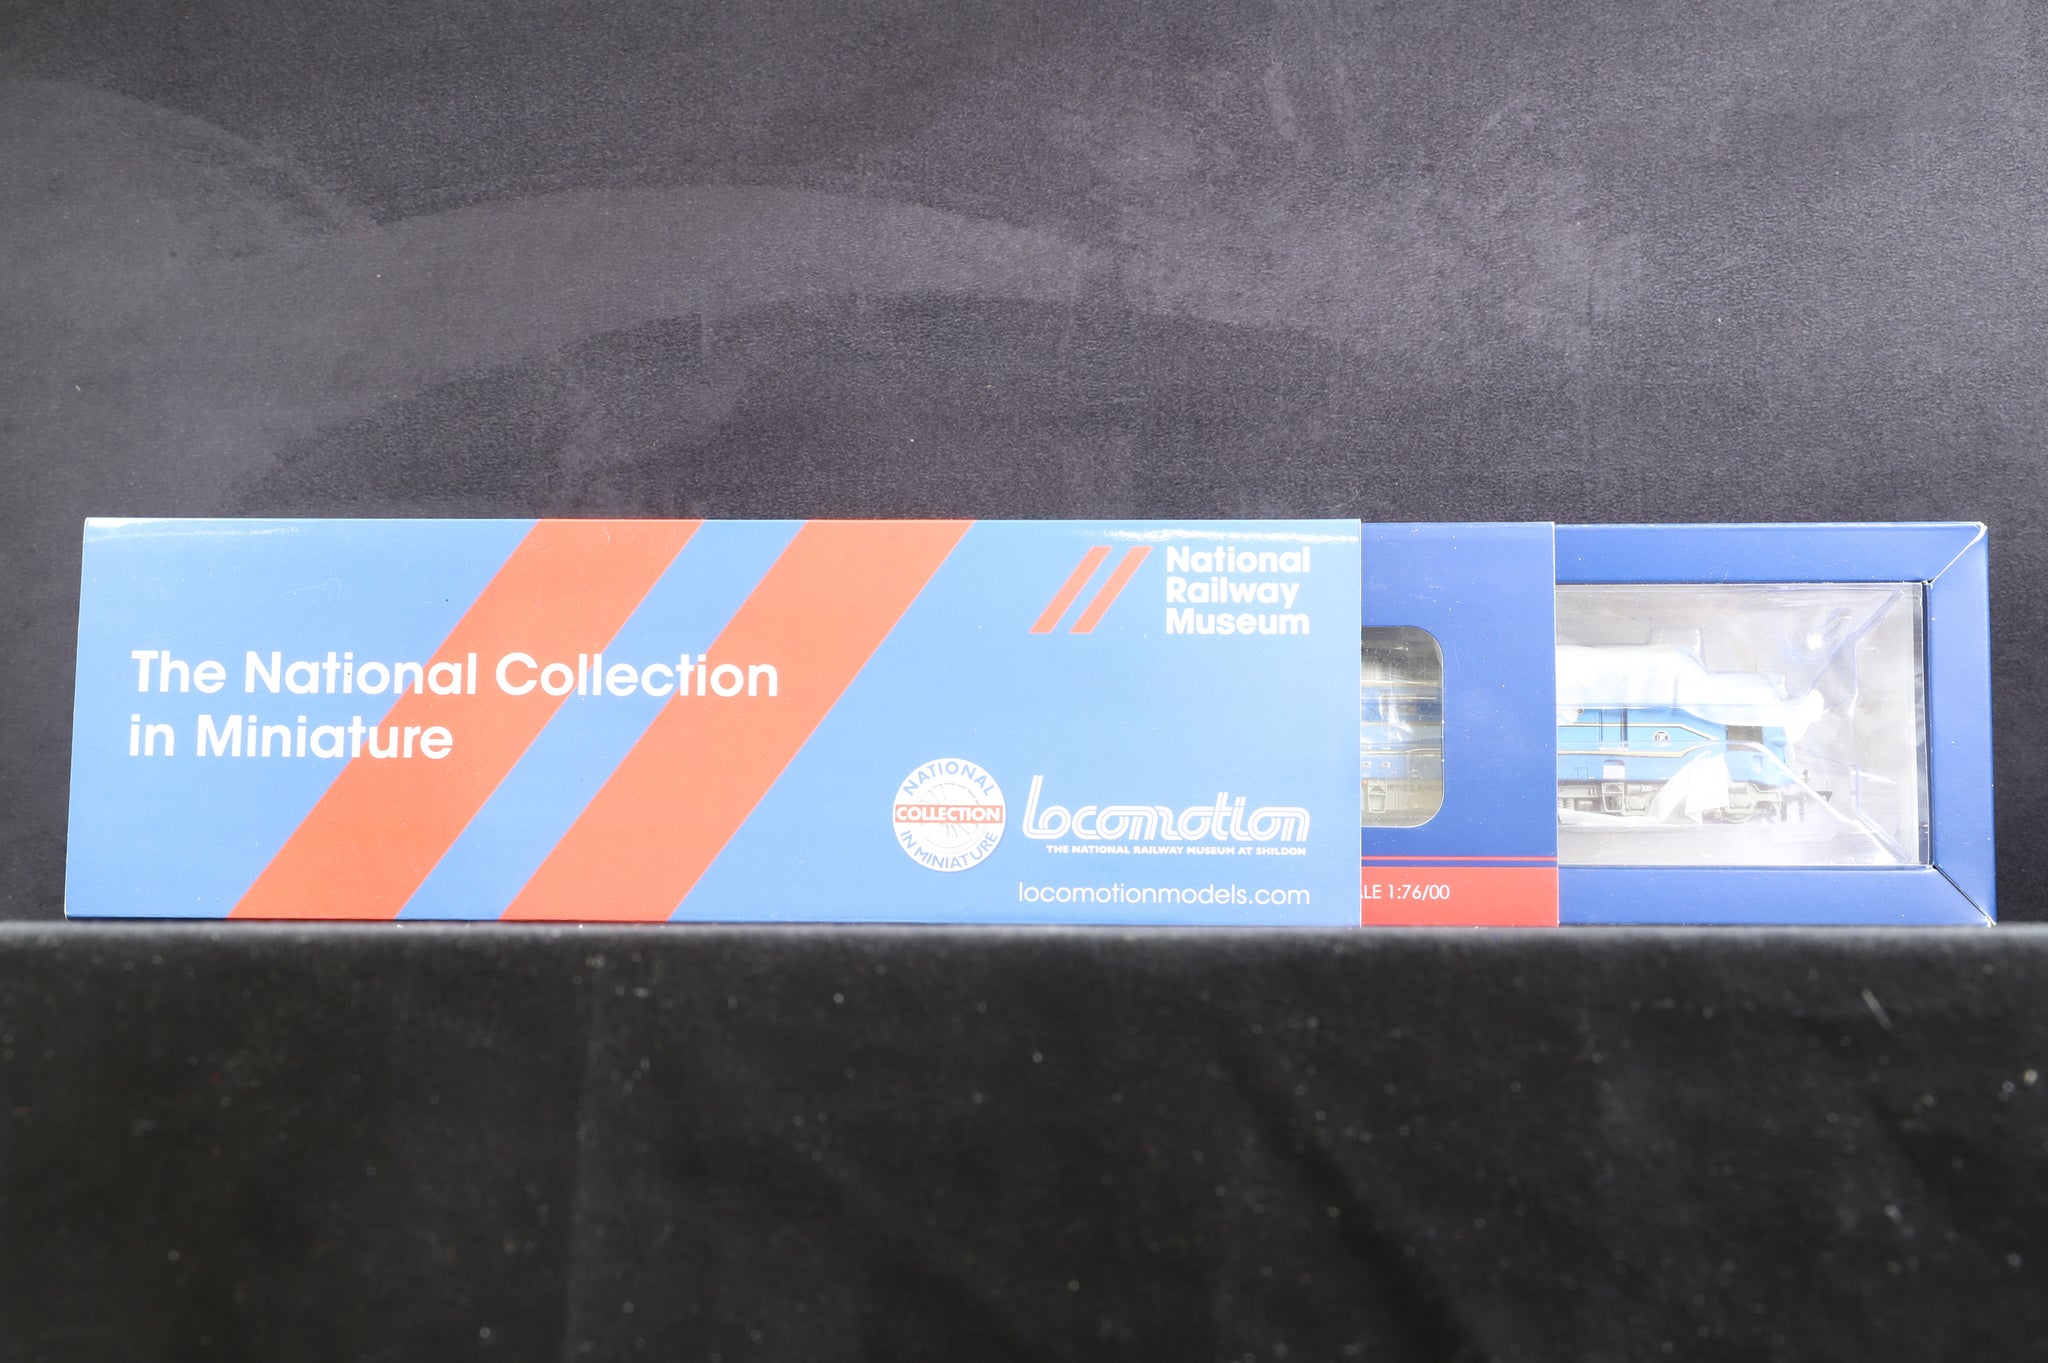 The National Collection
in Miniature
National
Railway
Museum
NATIONAL
COLLECTION
IN MINIATURE
locomotion
THE NATIONAL RAILWAY MUSEUM AT SHILDON
locomotionmodels.com
LE 1:76/00